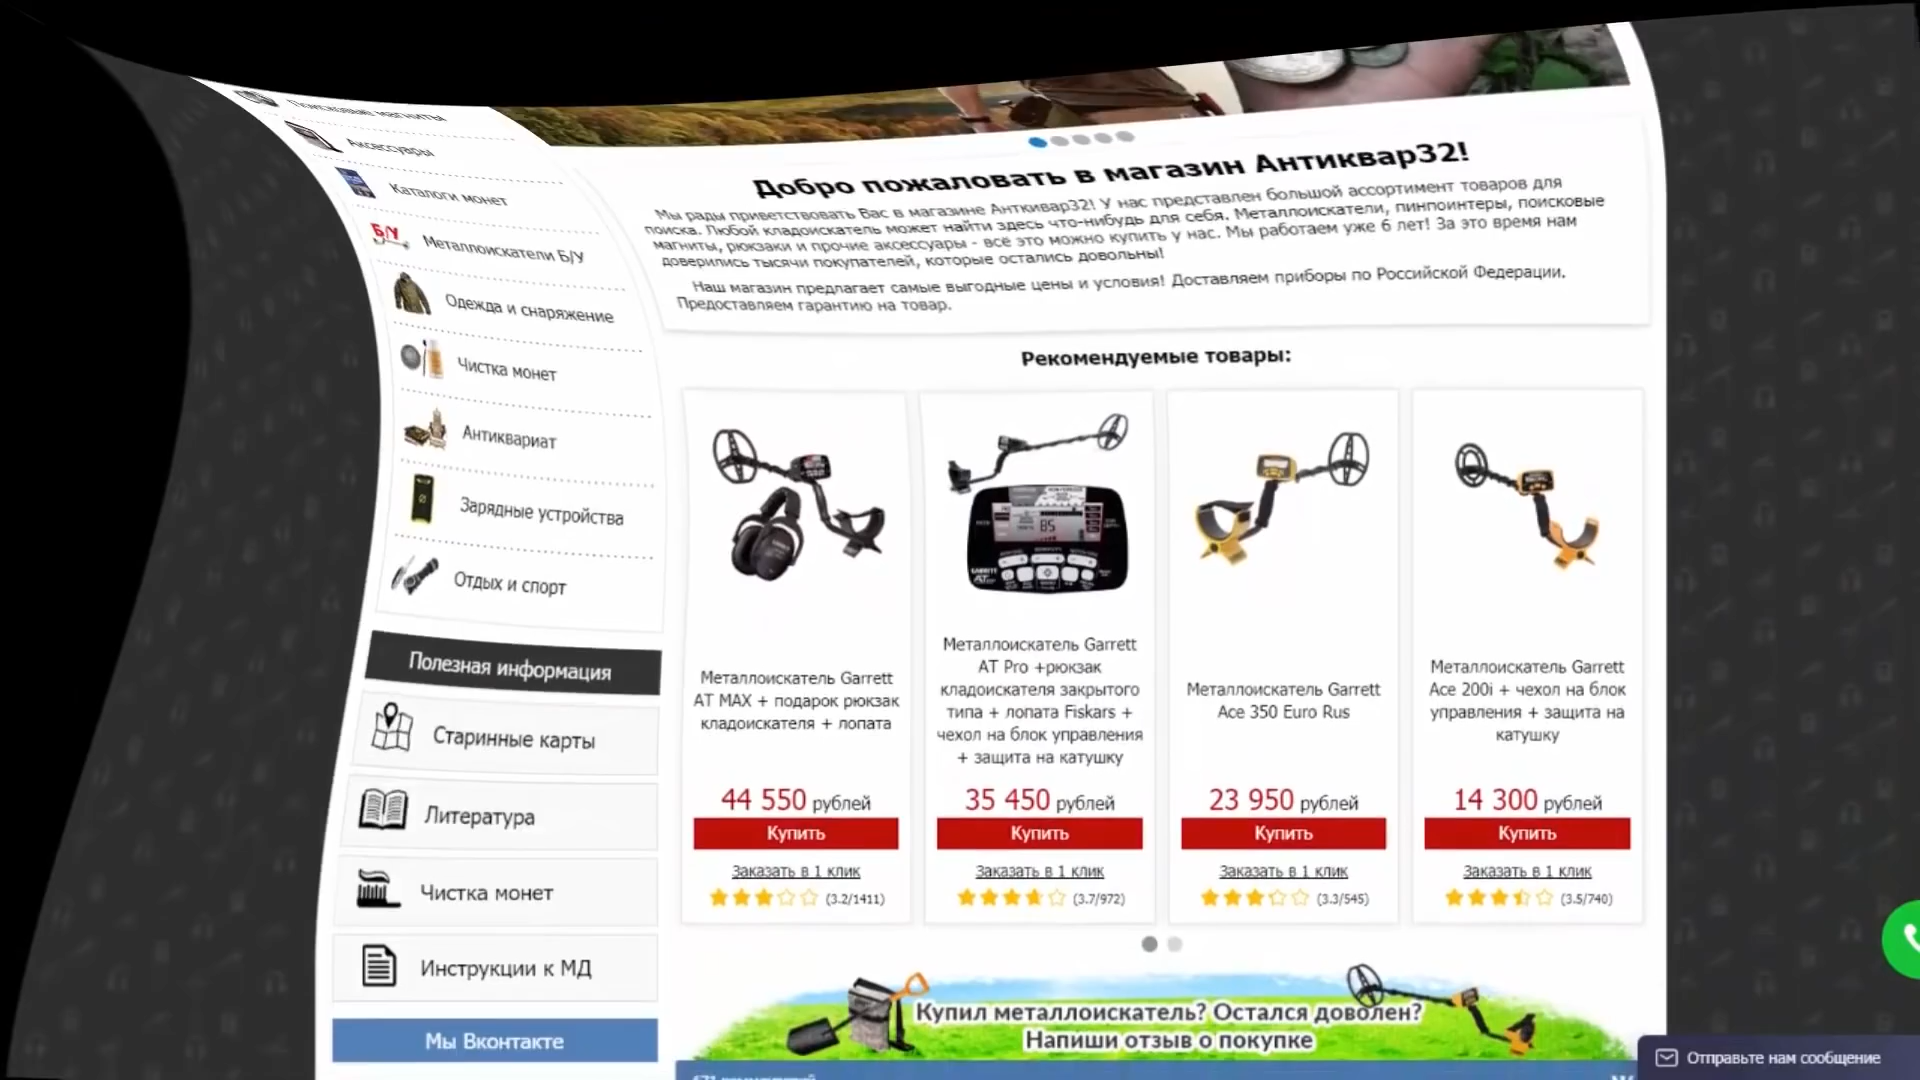 Поисковые магниты
Аксессуары
Каталоги монет
Б/У
Металлоискатели Б/У
Одежда и снаряжение
Чистка монет
Антиквариат
Зарядные устройства
Отдых и спорт
Полезная информация
Старинные карты
Литература
Чистка монет
Инструкции к МД
Мы Вконтакте
Добро пожаловать в магазин Антиквар32!
Мы рады приветствовать Вас в магазине Антквивар32! У нас представлен большой ассортимент товаров для
поиска. Любой кладоискатель может найти здесь что-нибудь для себя. Металлоискатели, пинпоинтеры, поисковые
магниты, рюкзаки и прочие аксессуары - всё это можно купить у нас. Мы работаем уже 6 лет! За это время нам
доверились тысячи покупателей, которые остались довольны!
Наш магазин предлагает самые выгодные цены и условия! Доставляем приборы по Российской Федерации.
Предоставляем гарантию на товар.
Рекомендуемые товары:
85
GARRETT
AT
Металлоискатель Garrett
AT MAX + подарок рюкзак
кладоискателя + лопата
44 550 рублей
Купить
Заказать в 1 клик
(3.2/1411)
Металлоискатель Garrett
AT Pro +рюкзак
кладоискателя закрытого
типа + лопата Fiskars +
чехол на блок управления
+ защита на катушку
35 450 рублей
Купить
Заказать в 1 клик
(3.7/972)
Металлоискатель Garrett
Ace 350 Euro Rus
23 950 рублей
Купить
Заказать в 1 клик
(3.3/545)
Металлоискатель Garrett
Ace 200i + чехол на блок
управления + защита на
катушку
14 300 рублей
Купить
Заказать в 1 клик
(3.5/740)
Купил металлоискатель? Остался доволен?
Напиши отзыв о покупке
Отправьте нам сообщение